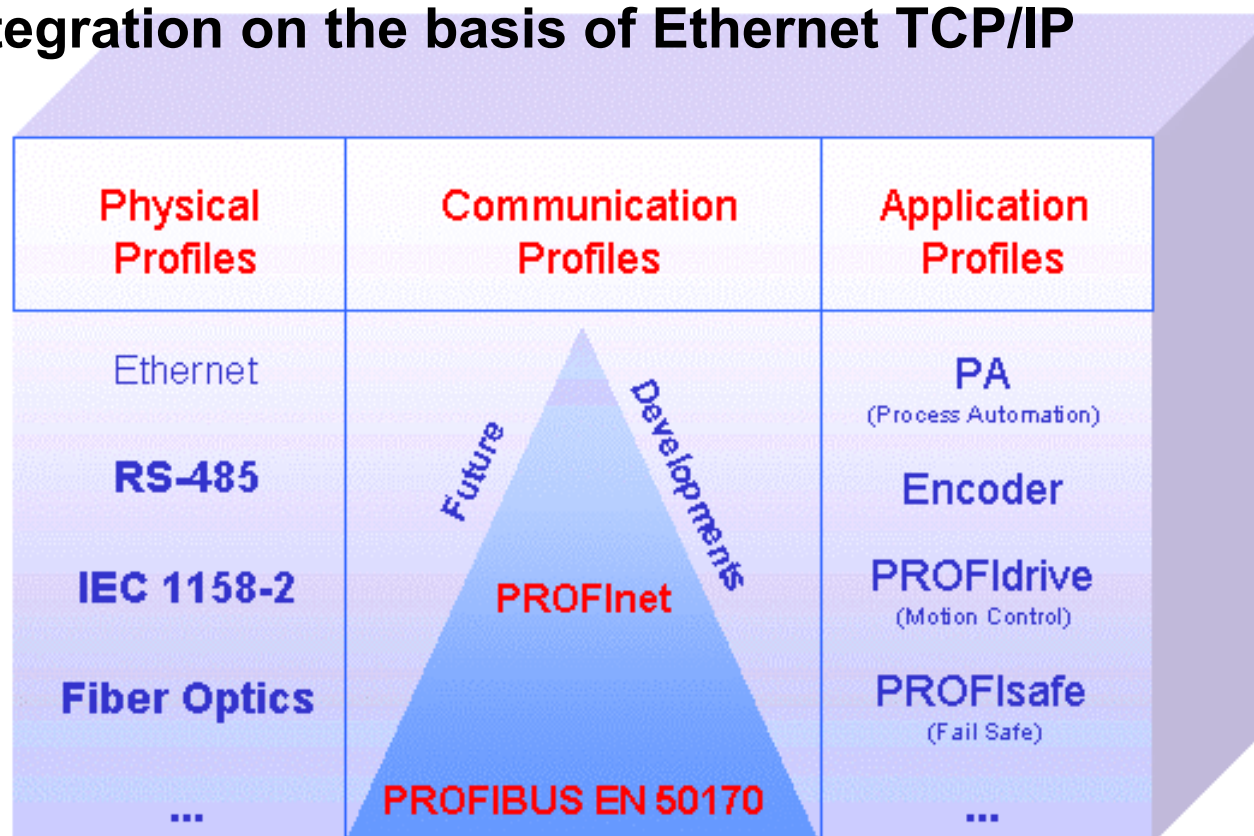 tegration on the basis of Ethernet TCP/IP
Physical
Profiles
Communication
Profiles
Application
Profiles
Ethernet
RS-485
IEC 1158-2
Fiber Optics
...
Future
Developments
PROFInet
PROFIBUS EN 50170
PA
(Process Automation)
Encoder
PROFIdrive
(Motion Control)
PROFIsafe
(Fail Safe)
...